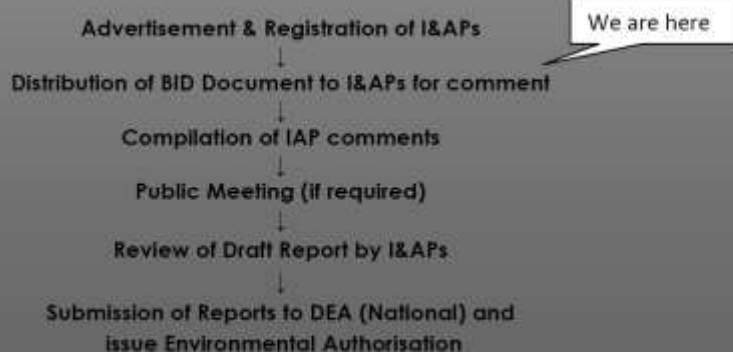 We are here
Advertisement & Registration of I&APs
↓
Distribution of BID Document to I&APs for comment
↓
Compilation of IAP comments
↓
Public Meeting (if required)
↓
Review of Draft Report by I&APs
↓
Submission of Reports to DEA (National) and
issue Environmental Authorisation